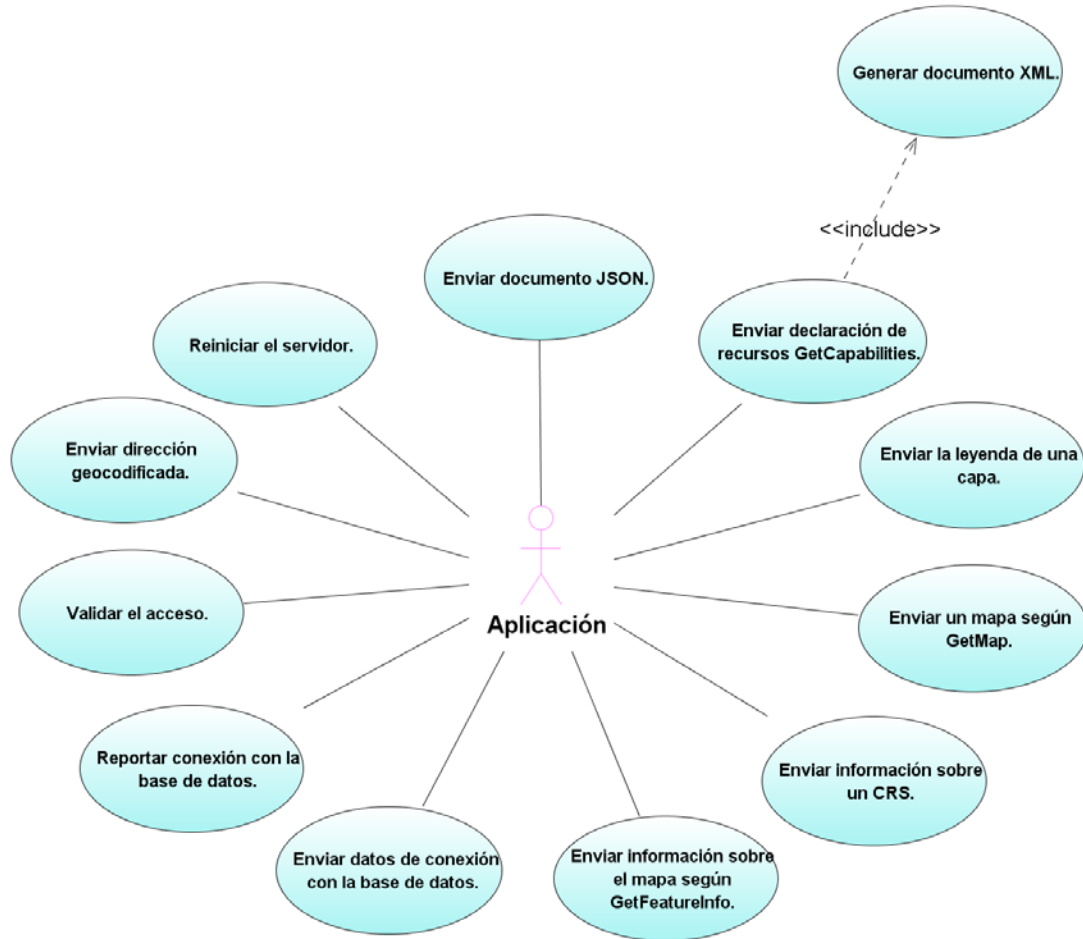 Generar documento XML.
<<include>>
Enviar documento JSON.
Enviar declaración de
recursos GetCapabilities.
Reiniciar el servidor.
Enviar dirección
geocodificada.
Enviar la leyenda de una
capa.
Validar el acceso.
Aplicación
Enviar un mapa según
GetMap.
Reportar conexión con la
base de datos.
Enviar información sobre
un CRS.
Enviar datos de conexión
con la base de datos.
Enviar información sobre
el mapa según
GetFeatureInfo.